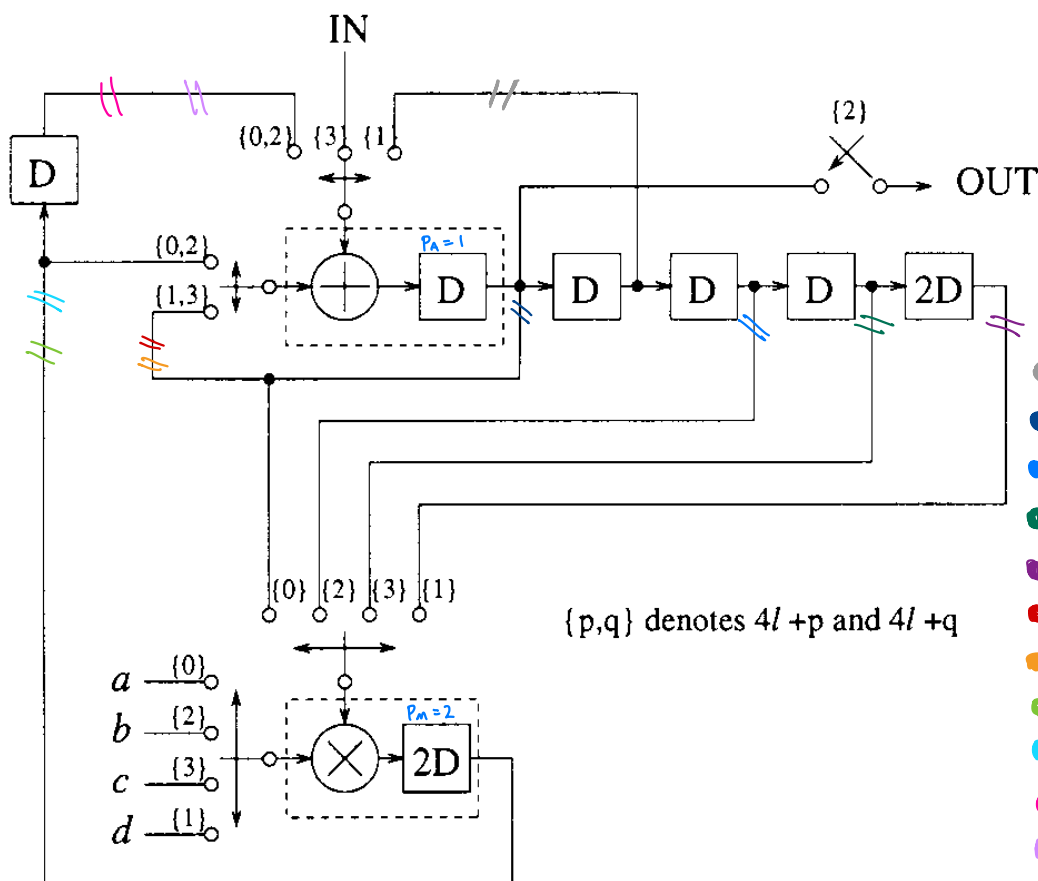 IN
{0,2} {3} {1}
{2}
D
OUT
{0,2}
P_A = 1
{1,3}
D D D D 2D
{0} {2} {3} {1}
{p,q} denotes 4l +p and 4l +q
a {0}
b {2}
P_M = 2
2D
c {3}
d {1}